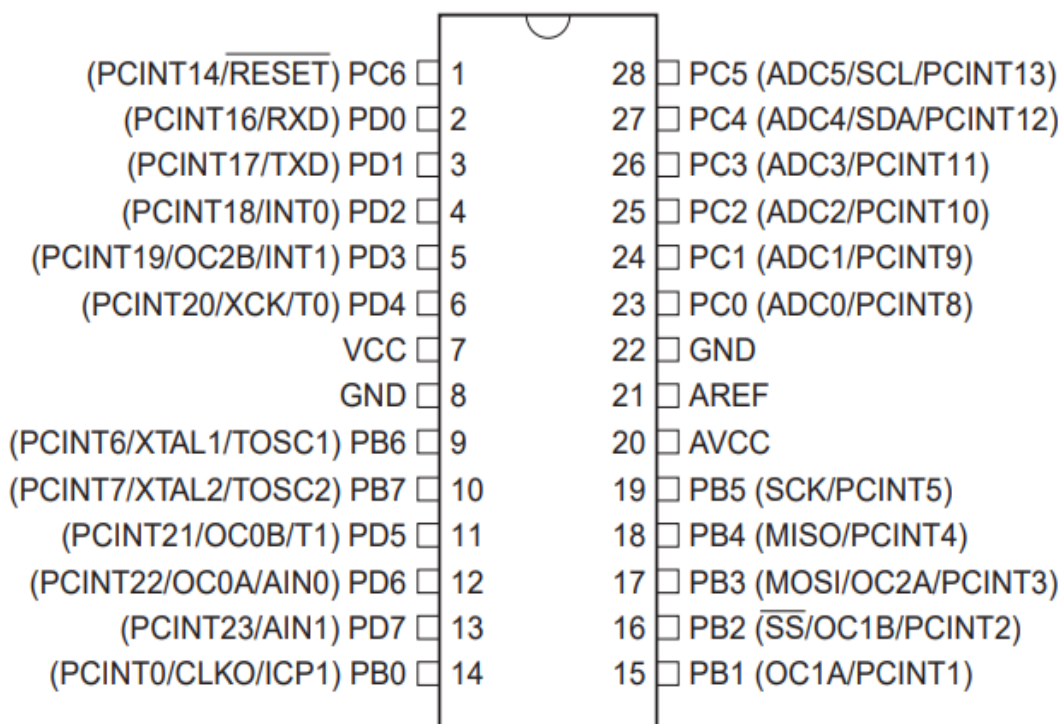 (PCINT14/RESET) PC6 1 28 PC5 (ADC5/SCL/PCINT13)
(PCINT16/RXD) PD0 2 27 PC4 (ADC4/SDA/PCINT12)
(PCINT17/TXD) PD1 3 26 PC3 (ADC3/PCINT11)
(PCINT18/INT0) PD2 4 25 PC2 (ADC2/PCINT10)
(PCINT19/OC2B/INT1) PD3 5 24 PC1 (ADC1/PCINT9)
(PCINT20/XCK/T0) PD4 6 23 PC0 (ADC0/PCINT8)
VCC 7 22 GND
GND 8 21 AREF
(PCINT6/XTAL1/TOSC1) PB6 9 20 AVCC
(PCINT7/XTAL2/TOSC2) PB7 10 19 PB5 (SCK/PCINT5)
(PCINT21/OC0B/T1) PD5 11 18 PB4 (MISO/PCINT4)
(PCINT22/OC0A/AIN0) PD6 12 17 PB3 (MOSI/OC2A/PCINT3)
(PCINT23/AIN1) PD7 13 16 PB2 (SS/OC1B/PCINT2)
(PCINT0/CLKO/ICP1) PB0 14 15 PB1 (OC1A/PCINT1)